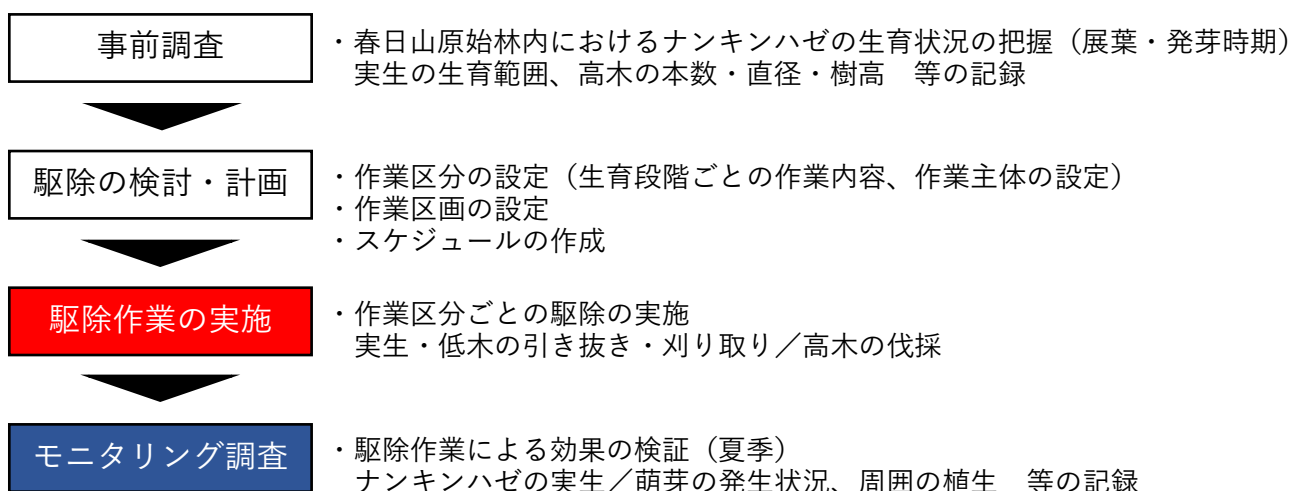 事前調査
・春日山原始林内におけるナンキンハゼの生育状況の把握（展葉・発芽時期）
実生の生育範囲、高木の本数・直径・樹高　等の記録
駆除の検討・計画
・作業区分の設定（生育段階ごとの作業内容、作業主体の設定）
・作業区画の設定
・スケジュールの作成
駆除作業の実施
・作業区分ごとの駆除の実施
実生・低木の引き抜き・刈り取り／高木の伐採
モニタリング調査
・駆除作業による効果の検証（夏季）
ナンキンハゼの実生／萌芽の発生状況、周囲の植生　等の記録